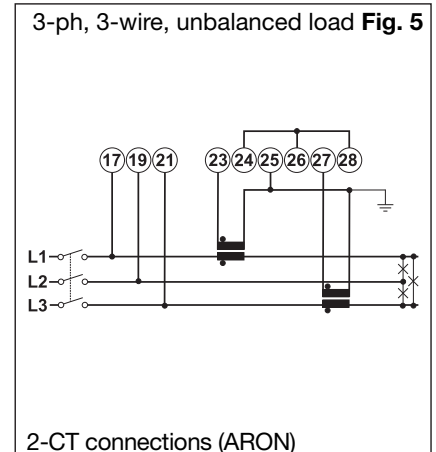 3-ph, 3-wire, unbalanced load Fig. 5
17 19 21 23 24 25 26 27 28
L1
L2
L3
2-CT connections (ARON)